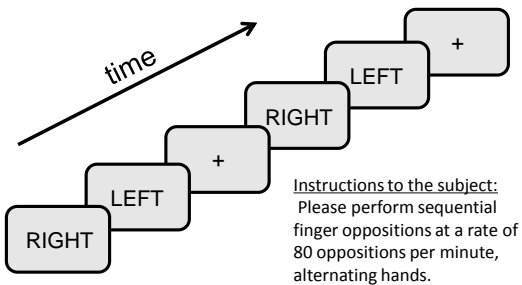 time
RIGHT
LEFT
+
RIGHT
LEFT
+
Instructions to the subject:
Please perform sequential
finger oppositions at a rate of
80 oppositions per minute,
alternating hands.